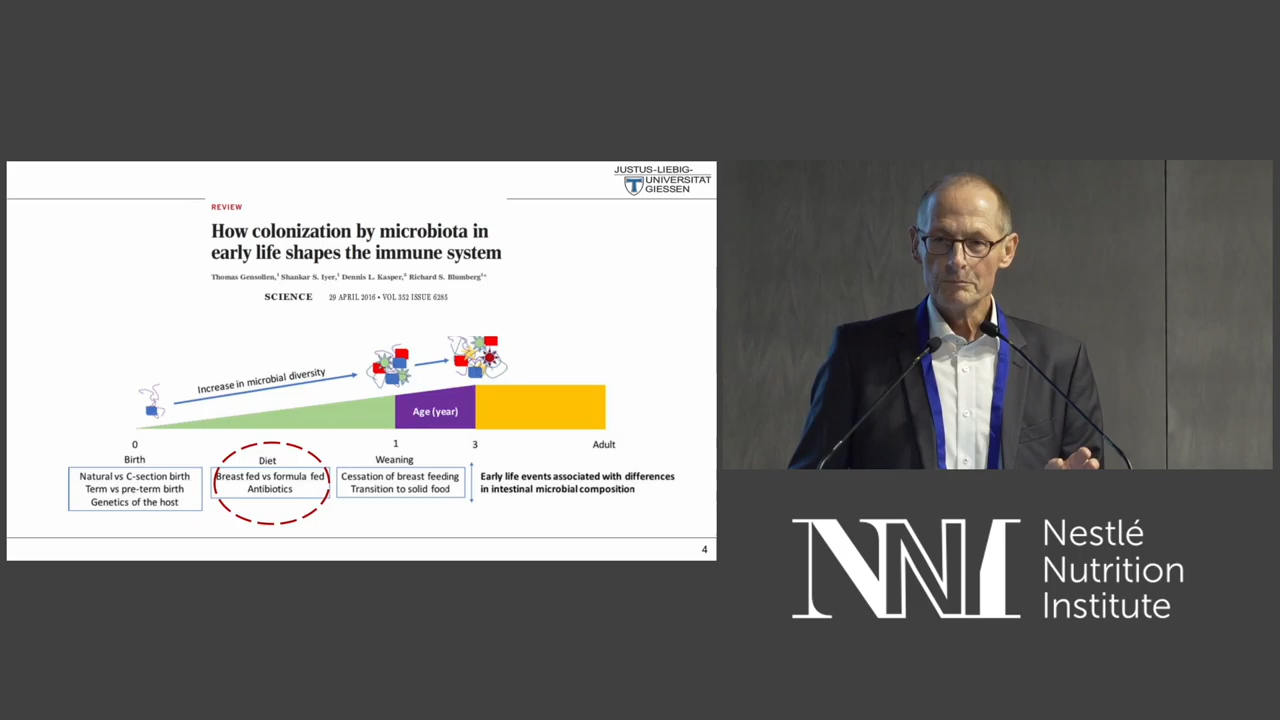 JUSTUS-LIEBIG-
UNIVERSITÄT
GIESSEN
REVIEW
How colonization by microbiota in
early life shapes the immune system
Thomas Gensollen,¹ Shankar S. Iyer,¹ Dennis L. Kasper,² Richard S. Blumberg¹*
SCIENCE 29 APRIL 2016 • VOL 352 ISSUE 6285
Increase in microbial diversity
Age (year)
0
1
3
Adult
Birth
Diet
Weaning
Natural vs C-section birth
Term vs pre-term birth
Genetics of the host
Breast fed vs formula fed
Antibiotics
Cessation of breast feeding
Transition to solid food
Early life events associated with differences
in intestinal microbial composition
4
NNI
Nestlé
Nutrition
Institute